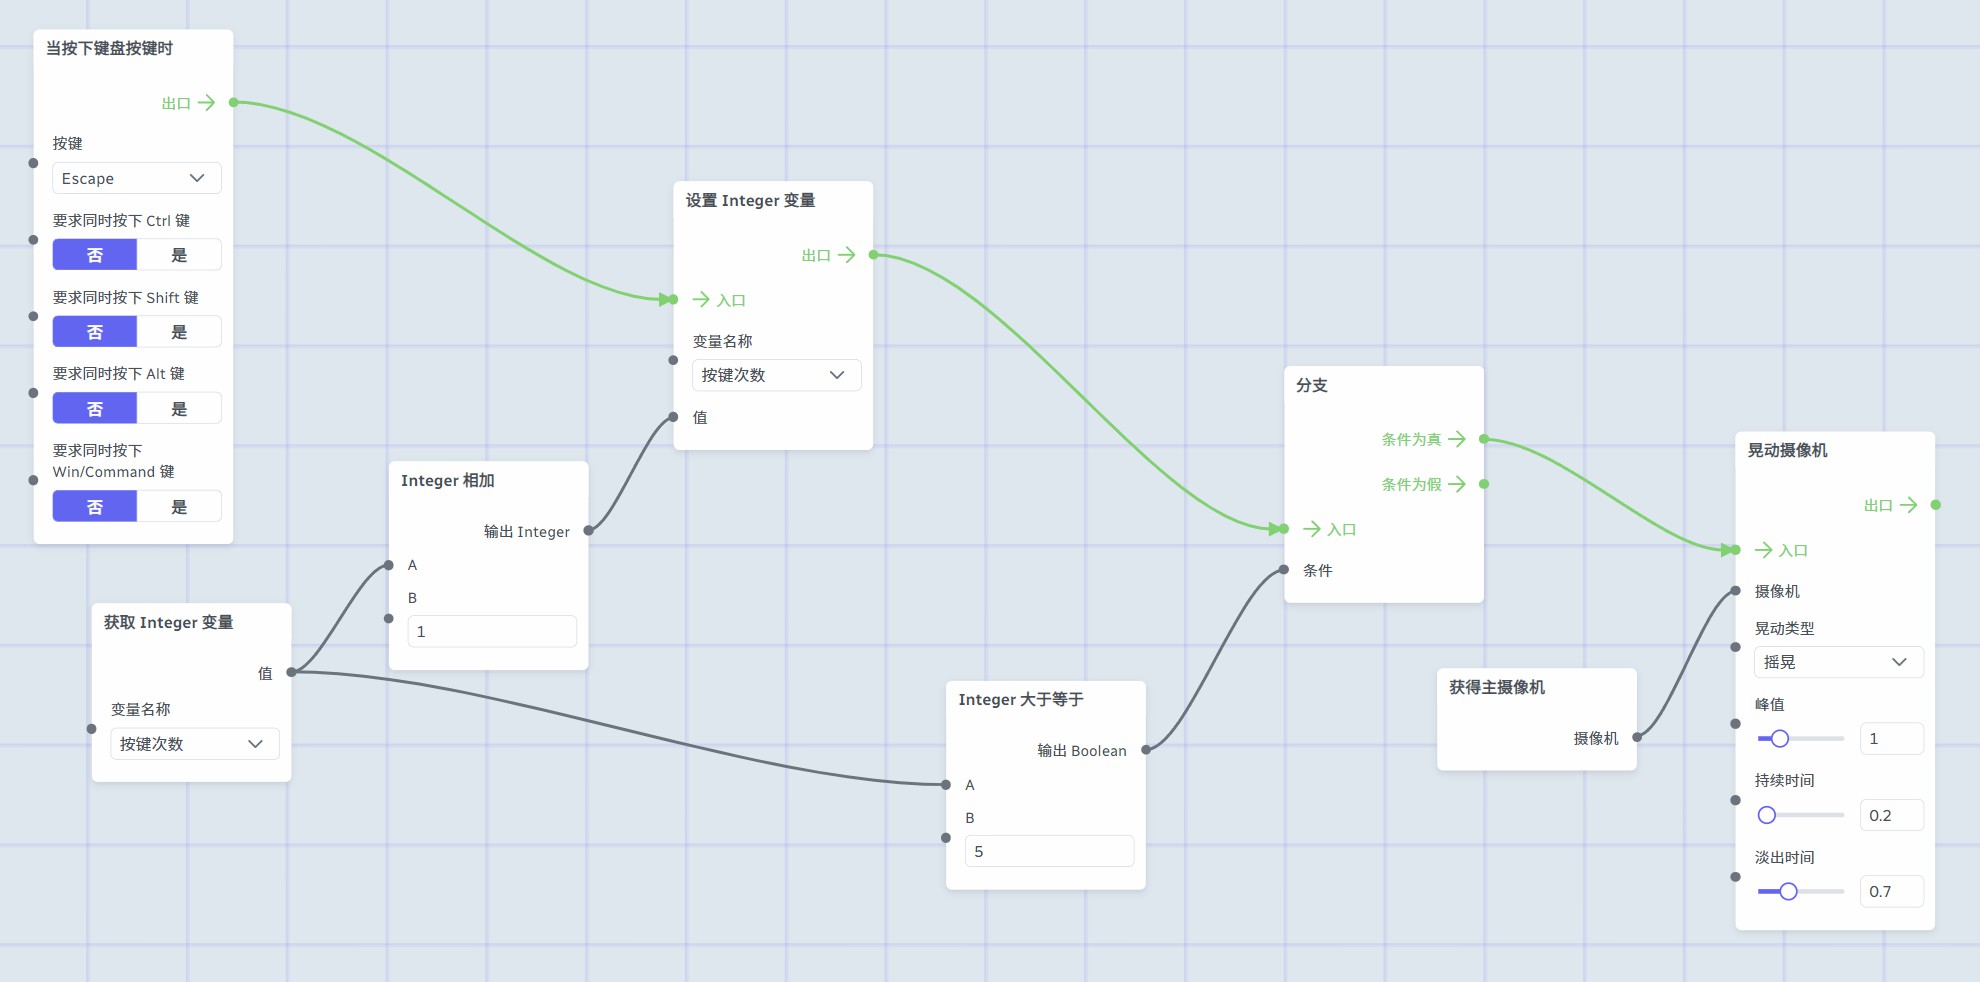 当按下键盘按键时
出口
按键
Escape
要求同时按下 Ctrl 键
否 是
要求同时按下 Shift 键
否 是
要求同时按下 Alt 键
否 是
要求同时按下
Win/Command 键
否 是
获取 Integer 变量
值
变量名称
按键次数
Integer 相加
输出 Integer
A
B
1
设置 Integer 变量
出口
入口
变量名称
按键次数
值
Integer 大于等于
输出 Boolean
A
B
5
分支
条件为真
条件为假
入口
条件
获得主摄像机
摄像机
晃动摄像机
出口
入口
摄像机
晃动类型
摇晃
峰值
1
持续时间
0.2
淡出时间
0.7